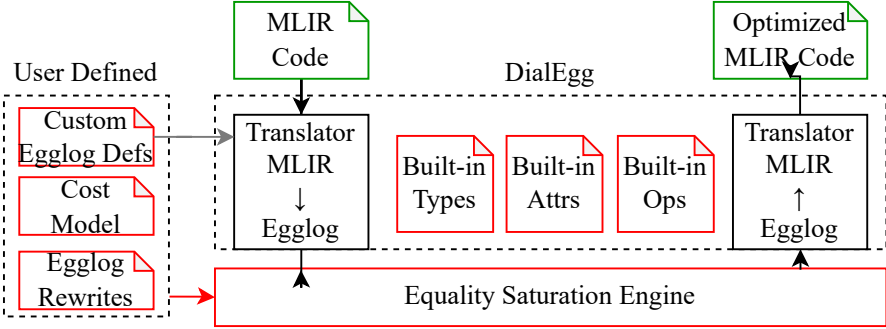 MLIR
Code
Optimized
MLIR Code
User Defined
DialEgg
Custom
Egglog Defs
Cost
Model
Egglog
Rewrites
Translator
MLIR
↓
Egglog
Built-in
Types
Built-in
Attrs
Built-in
Ops
Translator
MLIR
↑
Egglog
Equality Saturation Engine